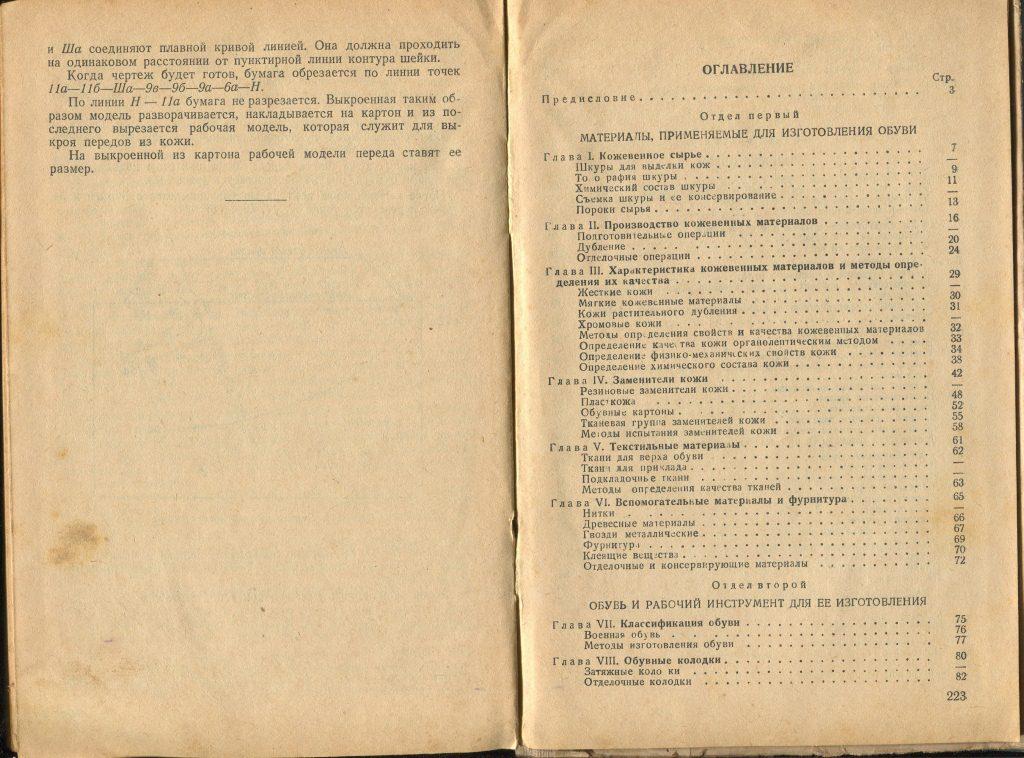 и Ша соединяют плавной кривой линией. Она должна проходить
на одинаковом расстоянии от пунктирной линии контура шейки.
Когда чертеж будет готов, бумага обрезается по линии точек
11а—11б—Ша—9в—9б—9а—6а—Н.
По линии Н — 11а бумага не разрезается. Выкроенная таким об-
разом модель разворачивается, накладывается на картон и из по-
следнего вырезается рабочая модель, которая служит для вы-
кроя передов из кожи.
На выкроенной из картона рабочей модели переда ставят ее
размер.
ОГЛАВЛЕНИЕ
Стр.
Предисловие . . . 3
Отдел первый
МАТЕРИАЛЫ, ПРИМЕНЯЕМЫЕ ДЛЯ ИЗГОТОВЛЕНИЯ ОБУВИ
Глава I. Кожевенное сырье . . . 7
Шкуры для выделки кож . . . —
То о рафия шкуры . . . 9
Химический состав шкуры . . . 11
Съемка шкуры и ее консервирование . . . —
Пороки сырья . . . 13
Глава II. Производство кожевенных материалов . . . 16
Подготовительные операции . . . —
Дубление . . . 20
Отделочные операции . . . 24
Глава III. Характеристика кожевенных материалов и методы опре-
деления их качества . . . 29
Жесткие кожи . . . —
Мягкие кожевенные материалы . . . 30
Кожи растительного дубления . . . 31
Хромовые кожи . . . —
Методы определения свойств и качества кожевенных материалов 32
Определение качества кожи органолептическим методом . . . 33
Определение физико-механических свойств кожи . . . 34
Определение химического состава кожи . . . 38
Глава IV. Заменители кожи . . . 42
Резиновые заменители кожи . . . —
Пласткожа . . . 48
Обувные картоны . . . 52
Тканевая группа заменителей кожи . . . 55
Методы испытания заменителей кожи . . . 58
Глава V. Текстильные материалы . . . 61
Ткани для верха обуви . . . 62
Ткани для приклада . . . —
Подкладочные ткани . . . —
Методы определения качества тканей . . . 63
Глава VI. Вспомогательные материалы и фурнитура . . . 65
Нитки . . . —
Древесные материалы . . . 66
Гвозди металлические . . . 67
Фурнитура . . . 69
Клеящие вещества . . . 70
Отделочные и консервирующие материалы . . . 72
Отдел второй
ОБУВЬ И РАБОЧИЙ ИНСТРУМЕНТ ДЛЯ ЕЕ ИЗГОТОВЛЕНИЯ
Глава VII. Классификация обуви . . . 75
Военная обувь . . . 76
Методы изготовления обуви . . . 77
Глава VIII. Обувные колодки . . . 80
Затяжные коло ки . . . —
Отделочные колодки . . . 82
223